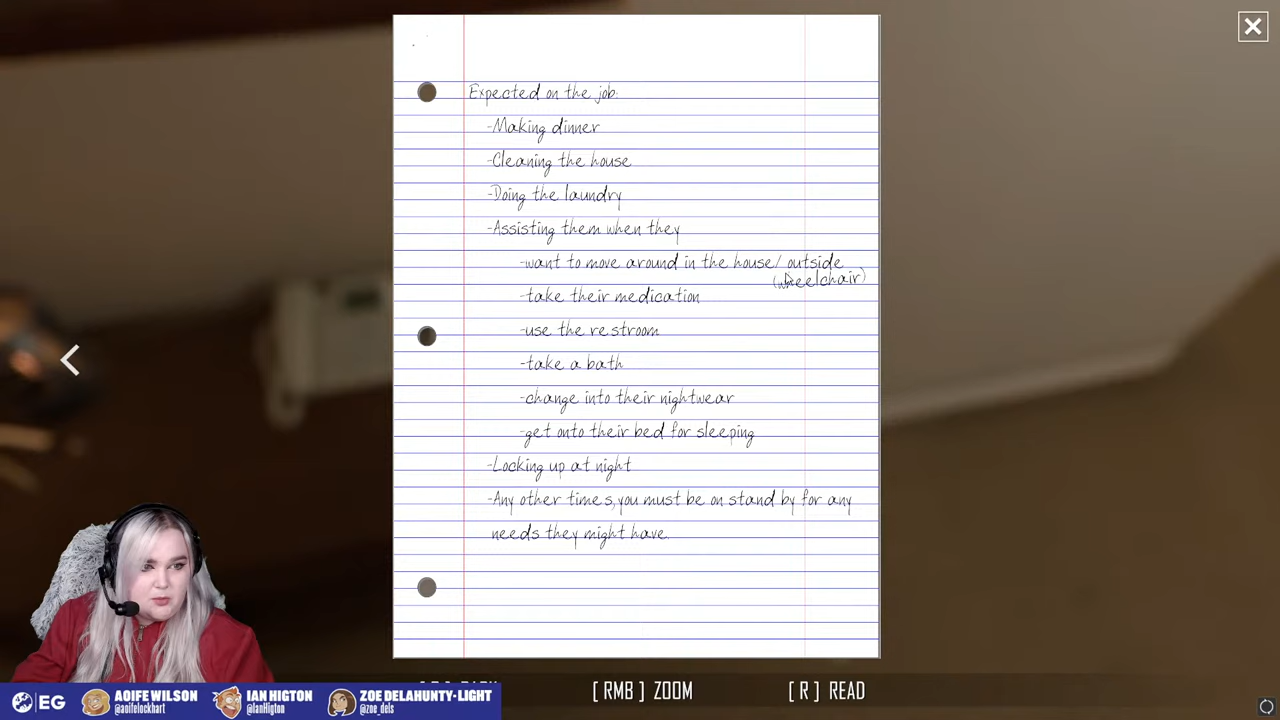 Expected on the job:
-Making dinner
-Cleaning the house
-Doing the laundry
-Assisting them when they
-want to move around in the house/ outside
(wheelchair)
-take their medication
-use the restroom
-take a bath
-change into their nightwear
-get onto their bed for sleeping
-Locking up at night
-Any other times, you must be on stand by for any
needs they might have.
[ RMB ] ZOOM
[ R ] READ
EG
AOIFE WILSON
@aoifelockhart
IAN HIGTON
@IanHigton
ZOE DELAHUNTY-LIGHT
@zoe_dels